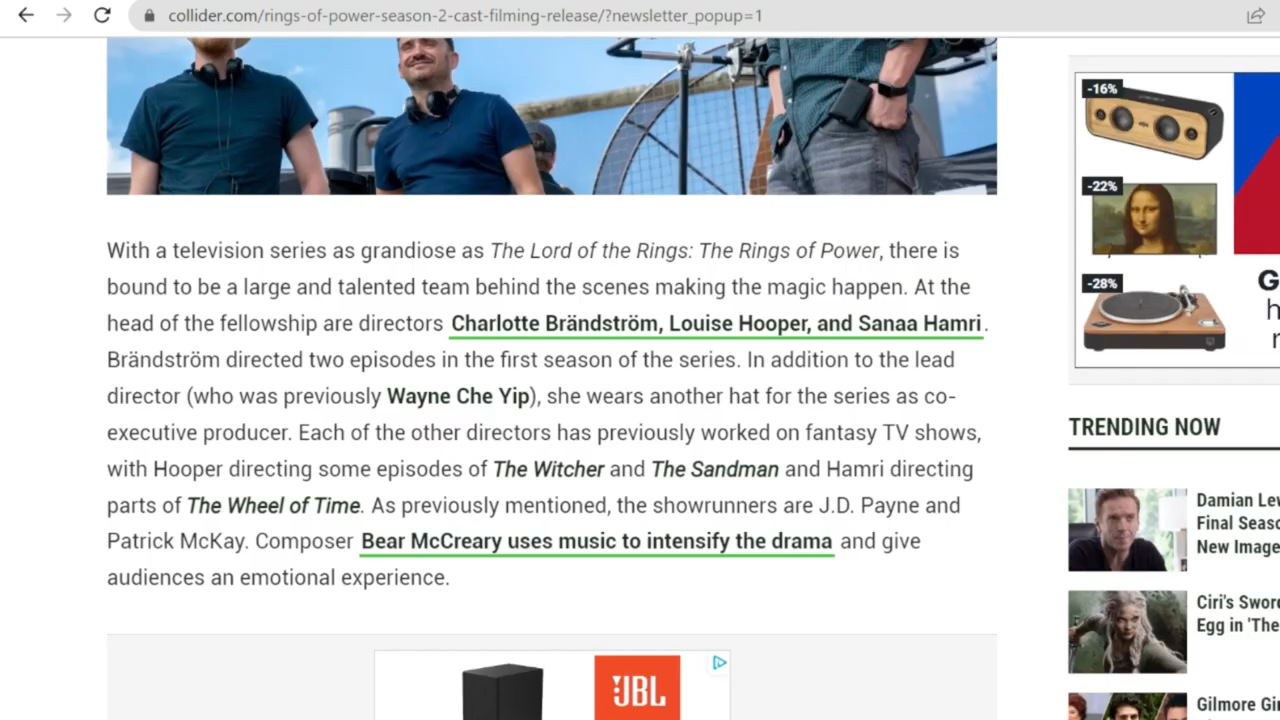 collider.com/rings-of-power-season-2-cast-filming-release/?newsletter_popup=1
With a television series as grandiose as The Lord of the Rings: The Rings of Power, there is
bound to be a large and talented team behind the scenes making the magic happen. At the
head of the fellowship are directors Charlotte Brändström, Louise Hooper, and Sanaa Hamri.
Brändström directed two episodes in the first season of the series. In addition to the lead
director (who was previously Wayne Che Yip), she wears another hat for the series as co-
executive producer. Each of the other directors has previously worked on fantasy TV shows,
with Hooper directing some episodes of The Witcher and The Sandman and Hamri directing
parts of The Wheel of Time. As previously mentioned, the showrunners are J.D. Payne and
Patrick McKay. Composer Bear McCreary uses music to intensify the drama and give
audiences an emotional experience.
JBL
-16%
-22%
-28%
G
h
TRENDING NOW
Damian Lew
Final Seaso
New Image
Ciri's Swor
Egg in 'The
Gilmore Gir